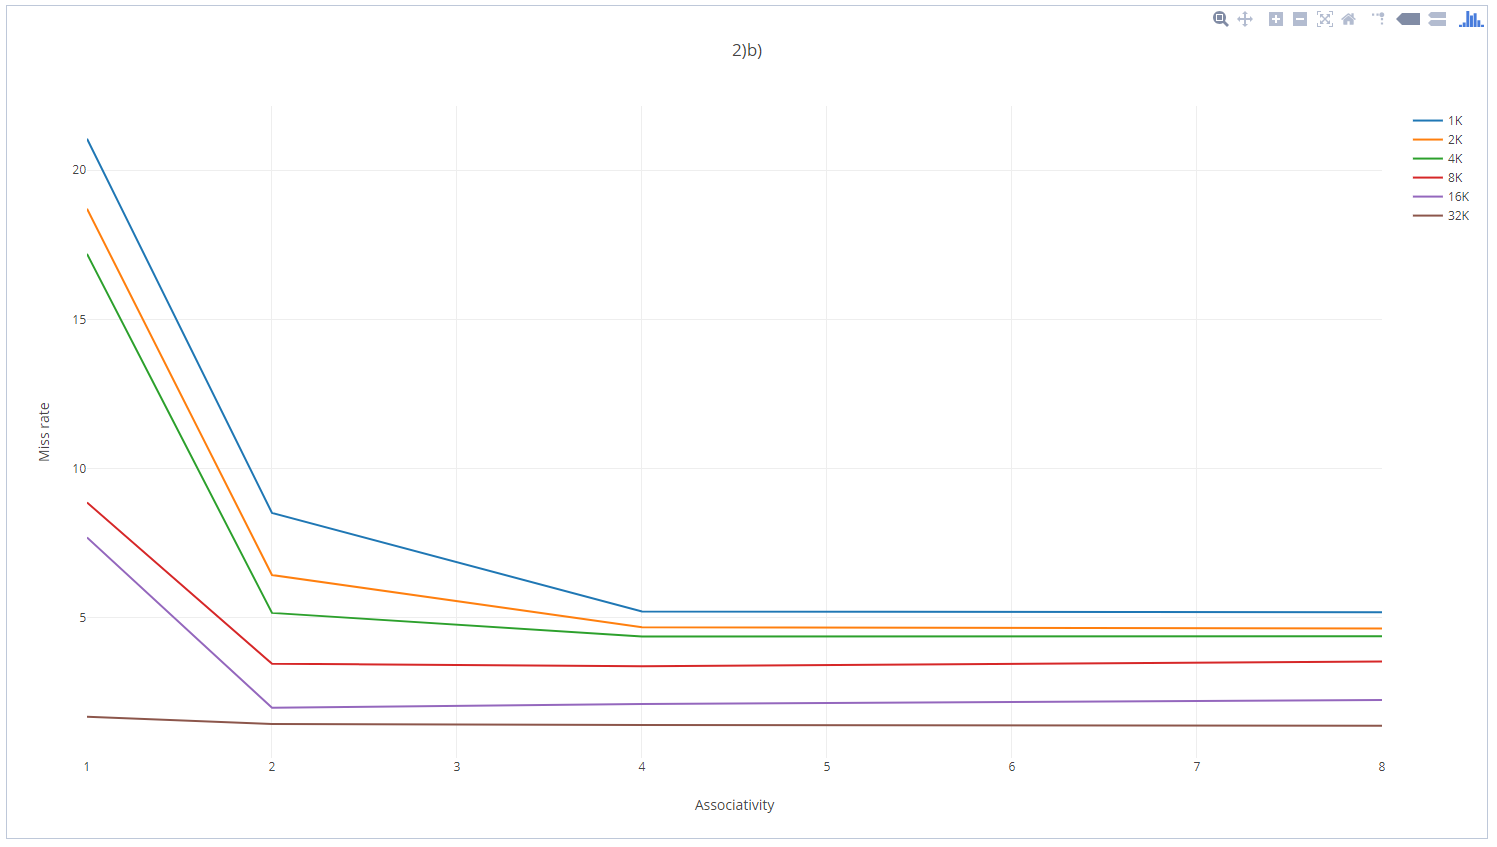 2)b)
1K
2K
4K
8K
16K
32K
20
15
10
5
Miss rate
1 2 3 4 5 6 7 8
Associativity